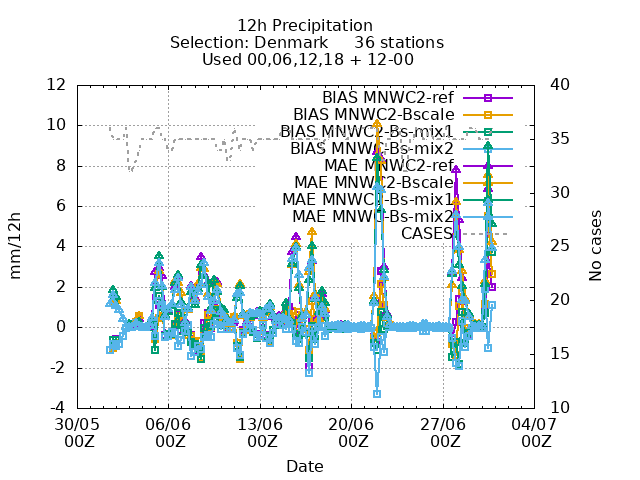 12h Precipitation
Selection: Denmark 36 stations
Used 00,06,12,18 + 12-00
12
10
8
6
4
2
0
-2
-4
40
35
30
25
20
15
10
BIAS MNWC2-ref
BIAS MNWC2-Bscale
BIAS MNWC2-Bs-mix1
BIAS MNWC2-Bs-mix2
MAE MNWC2-ref
MAE MNWC2-Bscale
MAE MNWC2-Bs-mix1
MAE MNWC2-Bs-mix2
CASES
mm/12h
No cases
30/05 06/06 13/06 20/06 27/06 04/07
00Z 00Z 00Z 00Z 00Z 00Z
Date